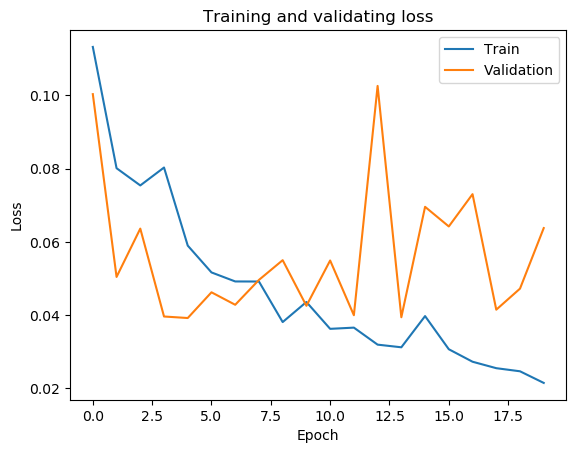 Training and validating loss
Train
Validation
0.10
0.08
0.06
0.04
0.02
Loss
0.0 2.5 5.0 7.5 10.0 12.5 15.0 17.5
Epoch